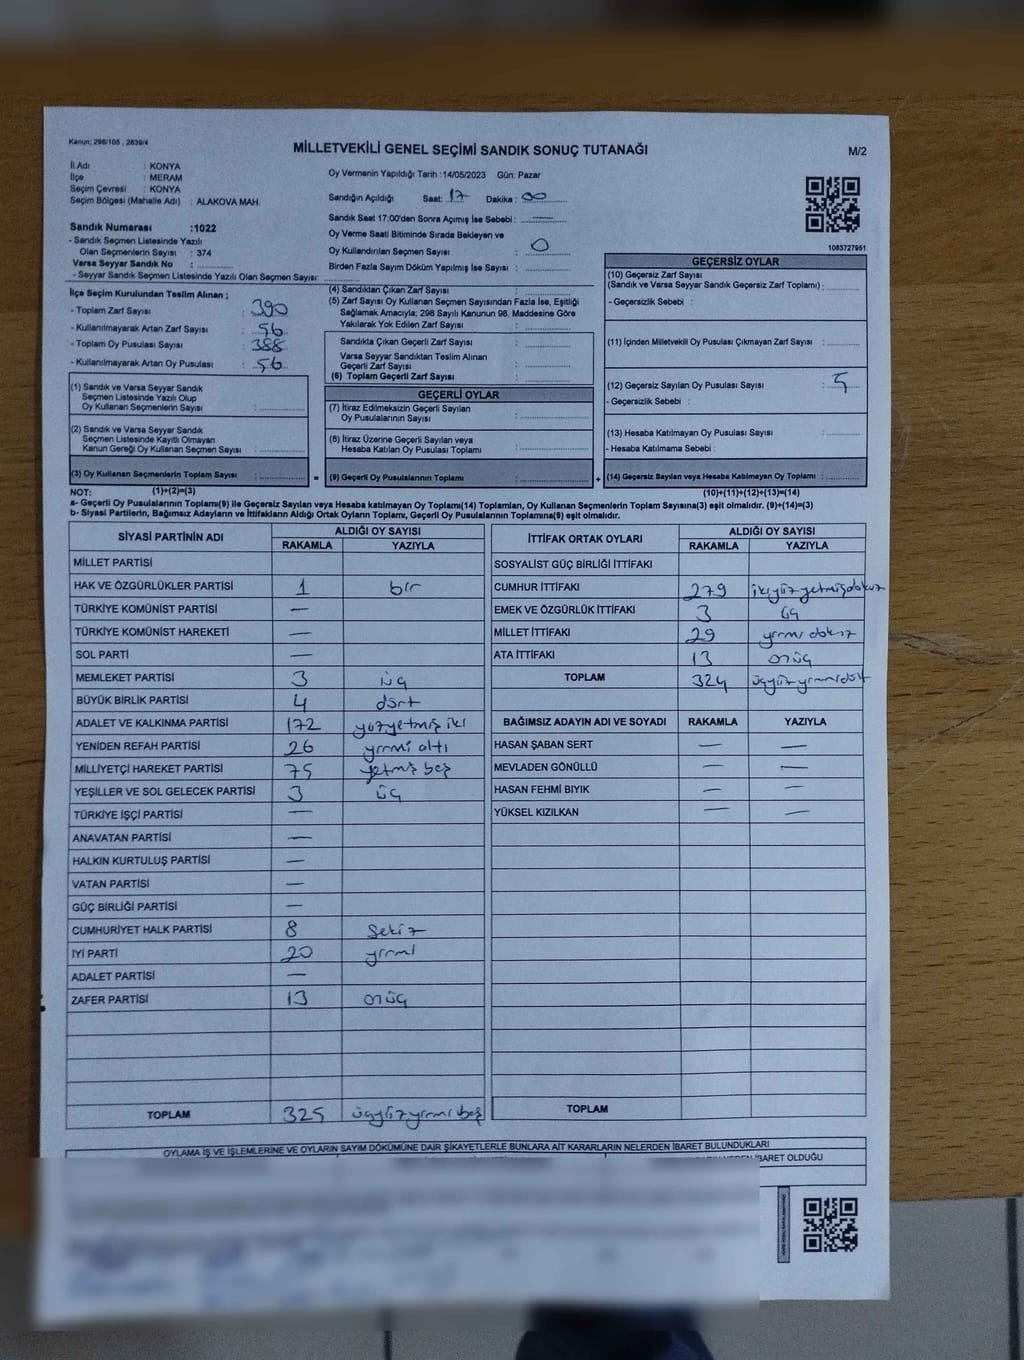 Kanun: 298/105 , 2839/4
MİLLETVEKİLİ GENEL SEÇİMİ SANDIK SONUÇ TUTANAĞI
M/2
İl Adı : KONYA
İlçe : MERAM
Seçim Çevresi : KONYA
Seçim Bölgesi (Mahalle Adı) : ALAKOVA MAH.
Sandık Numarası :1022
- Sandık Seçmen Listesinde Yazılı
Olan Seçmenlerin Sayısı : 374
Varsa Seyyar Sandık No :
- Seyyar Sandık Seçmen Listesinde Yazılı Olan Seçmen Sayısı:
Oy Vermenin Yapıldığı Tarih :14/05/2023 Gün: Pazar
Sandığın Açıldığı Saat: 17 Dakika: 00
Sandık Saat 17:00'den Sonra Açımış İse Sebebi : —
Oy Verme Saati Bitiminde Sırada Bekleyen ve
Oy Kullandırılan Seçmen Sayısı : 0
Birden Fazla Sayım Döküm Yapılmış İse Sayısı :
1083727951
İlçe Seçim Kurulundan Teslim Alınan ;
- Toplam Zarf Sayısı : 390
- Kullanılmayarak Artan Zarf Sayısı : 56
- Toplam Oy Pusulası Sayısı : 388
- Kullanılmayarak Artan Oy Pusulası : 56
(4) Sandıktan Çıkan Zarf Sayısı :
(5) Zarf Sayısı Oy Kullanan Seçmen Sayısından Fazla İse, Eşitliği
Sağlamak Amacıyla; 298 Sayılı Kanunun 98. Maddesine Göre
Yakılarak Yok Edilen Zarf Sayısı :
Sandıkta Çıkan Geçerli Zarf Sayısı :
Varsa Seyyar Sandıktan Teslim Alınan
Geçerli Zarf Sayısı :
(6) Toplam Geçerli Zarf Sayısı :
GEÇERSİZ OYLAR
(10) Geçersiz Zarf Sayısı
(Sandık ve Varsa Seyyar Sandık Geçersiz Zarf Toplamı) :
- Geçersizlik Sebebi :
(11) İçinden Milletvekili Oy Pusulası Çıkmayan Zarf Sayısı :
(12) Geçersiz Sayılan Oy Pusulası Sayısı : 5
- Geçersizlik Sebebi :
(13) Hesaba Katılmayan Oy Pusulası Sayısı :
- Hesaba Katılmama Sebebi :
(1) Sandık ve Varsa Seyyar Sandık
Seçmen Listesinde Yazılı Olup
Oy Kullanan Seçmenlerin Sayısı :
(2) Sandık ve Varsa Seyyar Sandık
Seçmen Listesinde Kayıtlı Olmayan
Kanun Gereği Oy Kullanan Seçmen Sayısı :
GEÇERLİ OYLAR
(7) İtiraz Edilmeksizin Geçerli Sayılan
Oy Pusulalarının Sayısı :
(8) İtiraz Üzerine Geçerli Sayılan veya
Hesaba Katılan Oy Pusulası Toplamı :
(3) Oy Kullanan Seçmenlerin Toplam Sayısı : = (9) Geçerli Oy Pusulalarının Toplamı : + (14) Geçersiz Sayılan veya Hesaba Katılmayan Oy Toplamı :
NOT: (1)+(2)=(3) (10)+(11)+(12)+(13)=(14)
a- Geçerli Oy Pusulalarının Toplamı(9) ile Geçersiz Sayılan veya Hesaba katılmayan Oy Toplamı(14) Toplamları, Oy Kullanan Seçmenlerin Toplam Sayısına(3) eşit olmalıdır. (9)+(14)=(3)
b- Siyasi Partilerin, Bağımsız Adayların ve İttifakların Aldığı Ortak Oyların Toplamı, Geçerli Oy Pusulalarının Toplamına(9) eşit olmalıdır.
SİYASİ PARTİNİN ADI ALDIĞI OY SAYISI
RAKAMLA YAZIYLA
MİLLET PARTİSİ
HAK VE ÖZGÜRLÜKLER PARTİSİ 1 bir
TÜRKİYE KOMÜNİST PARTİSİ —
TÜRKİYE KOMÜNİST HAREKETİ —
SOL PARTİ —
MEMLEKET PARTİSİ 3 üç
BÜYÜK BİRLİK PARTİSİ 4 dört
ADALET VE KALKINMA PARTİSİ 172 yüzyetmiş iki
YENİDEN REFAH PARTİSİ 26 yirmi altı
MİLLİYETÇİ HAREKET PARTİSİ 75 yetmiş beş
YEŞİLLER VE SOL GELECEK PARTİSİ 3 üç
TÜRKİYE İŞÇİ PARTİSİ —
ANAVATAN PARTİSİ —
HALKIN KURTULUŞ PARTİSİ —
VATAN PARTİSİ —
GÜÇ BİRLİĞİ PARTİSİ —
CUMHURİYET HALK PARTİSİ 8 Sekiz
İYİ PARTİ 20 yirmi
ADALET PARTİSİ —
ZAFER PARTİSİ 13 onüç
TOPLAM 325 üçyüzyirmi beş
İTTİFAK ORTAK OYLARI ALDIĞI OY SAYISI
RAKAMLA YAZIYLA
SOSYALİST GÜÇ BİRLİĞİ İTTİFAKI
CUMHUR İTTİFAKI 279 ikiyüzyetmişdokuz
EMEK VE ÖZGÜRLÜK İTTİFAKI 3 üç
MİLLET İTTİFAKI 29 yirmi dokuz
ATA İTTİFAKI 13 onüç
TOPLAM 324 üçyüzyirmidört
BAĞIMSIZ ADAYIN ADI VE SOYADI RAKAMLA YAZIYLA
HASAN ŞABAN SERT — —
MEVLADEN GÖNÜLLÜ — —
HASAN FEHMİ BIYIK — —
YÜKSEL KIZILKAN — —
TOPLAM
OYLAMA İŞ VE İŞLEMLERİNE VE OYLARIN SAYIM DÖKÜMÜNE DAİR ŞİKAYETLERLE BUNLARA AİT KARARLARIN NELERDEN İBARET BULUNDUKLARI
İBARET OLDUĞU